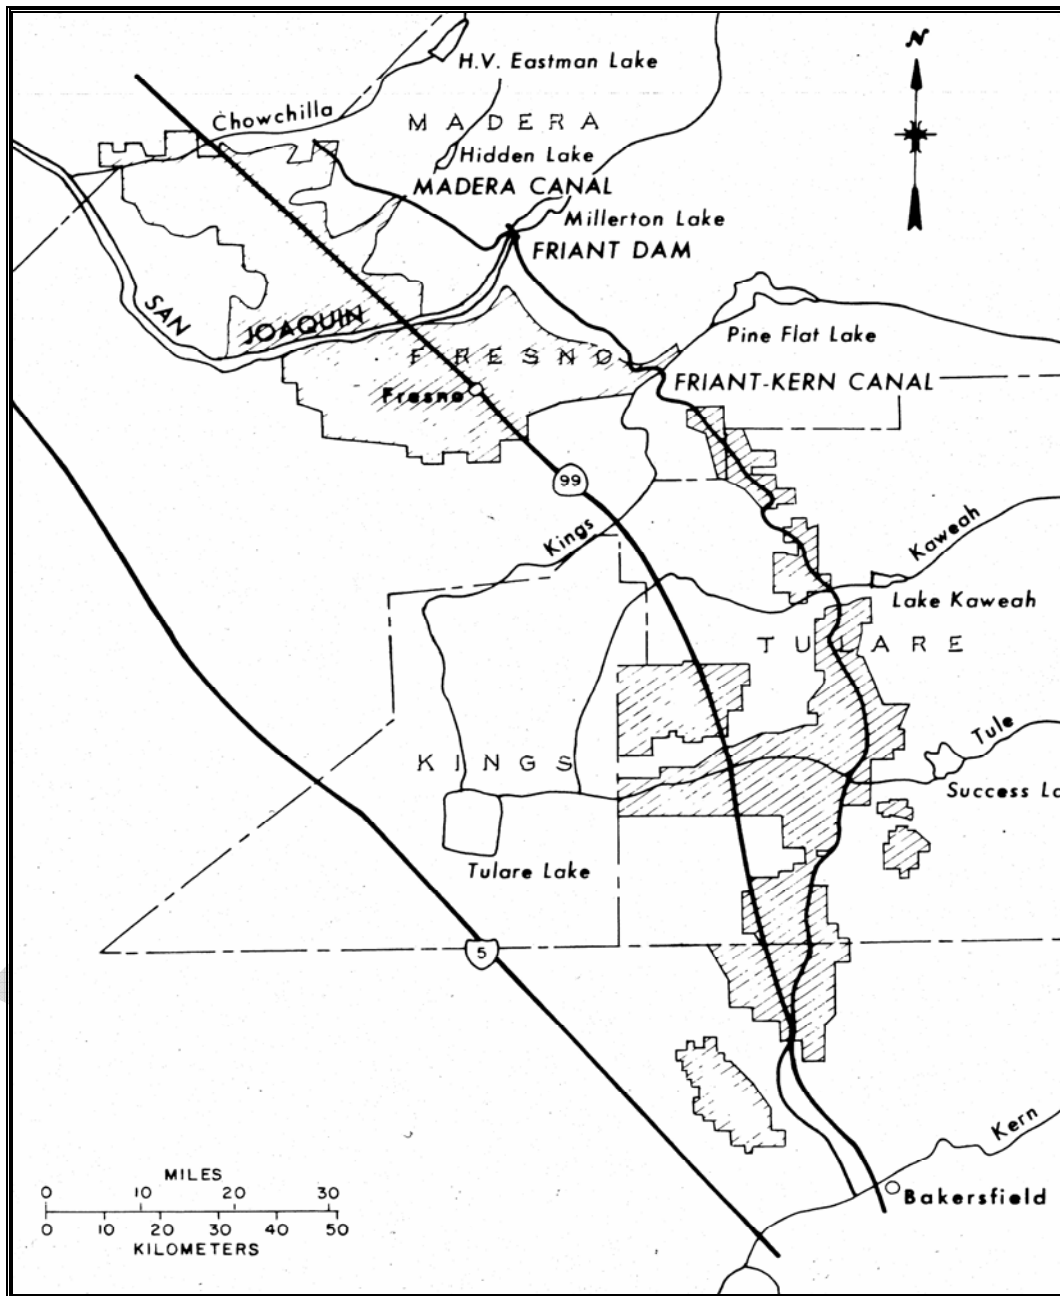 N
H.V. Eastman Lake
Chowchilla
MADERA
Hidden Lake
MADERA CANAL
Millerton Lake
FRIANT DAM
SAN
JOAQUIN
Pine Flat Lake
FRESNO
FRIANT-KERN CANAL
Fresno
99
Kings
Kaweah
Lake Kaweah
TULARE
Tule
KINGS
Success La
Tulare Lake
5
Kern
MILES
0 10 20 30
Bakersfield
0 10 20 30 40 50
KILOMETERS